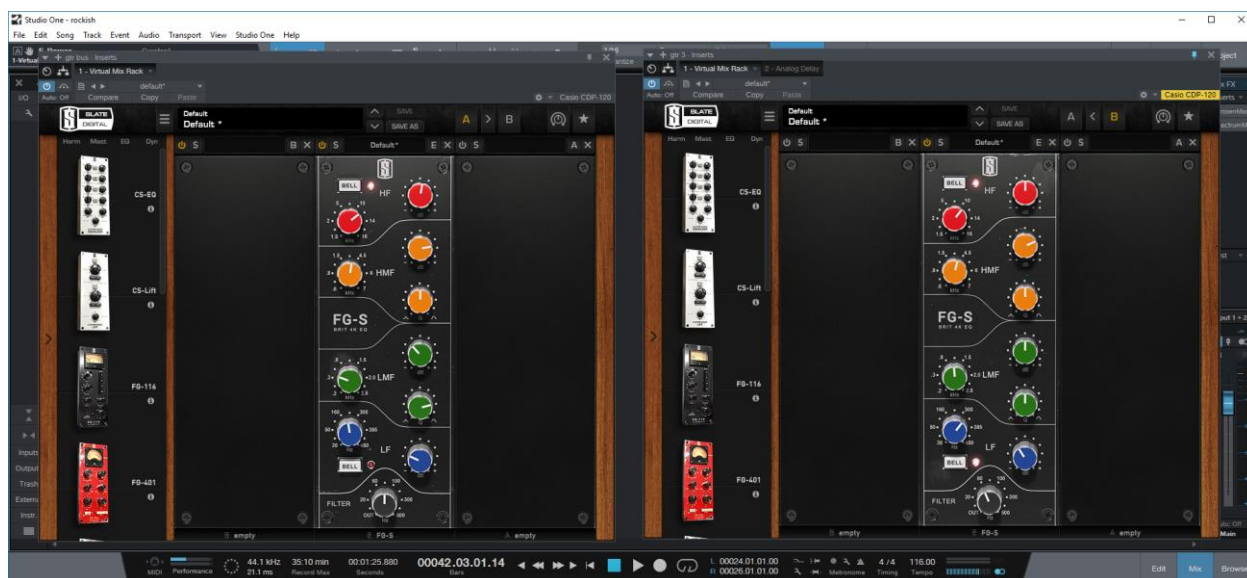 Studio One - rockish
File Edit Song Track Event Audio Transport View Studio One Help
gtr bus - Inserts
1 - Virtual Mix Rack
default*
Auto: Off Compare Copy Paste Casio CDP-120
SLATE DIGITAL
Default
Default *
SAVE
SAVE AS
A > B
Harm Mast EQ Dyn
S B X S Default* E X S A X
CS-EQ
CS-Lift
FG-116
FG-401
BELL HF
kHz
HMF
kHz
FG-S
BRIT 4K EQ
LMF
LF
BELL
FILTER
OUT
empty E FG-S A empty
gtr 3 - Inserts
1 - Virtual Mix Rack 2 - Analog Delay
default*
Auto: Off Compare Copy Paste Casio CDP-120
SLATE DIGITAL
Default
Default *
SAVE
SAVE AS
A < B
Harm Mast EQ Dyn
S B X S Default* E X S A X
CS-EQ
CS-Lift
FG-116
FG-401
BELL HF
kHz
HMF
kHz
FG-S
BRIT 4K EQ
LMF
LF
BELL
FILTER
OUT
empty E FG-S A empty
I/O
Inputs
Output
Trash
Externa
Instr.
Main
MIDI Performance
44.1 kHz
21.1 ms
35:10 min
Record Max
00:01:25.880
Seconds
00042.03.01.14
Bars
L 00024.01.01.00
R 00026.01.01.00
Metronome
4 / 4
Timing
116.00
Tempo
Edit Mix Browse